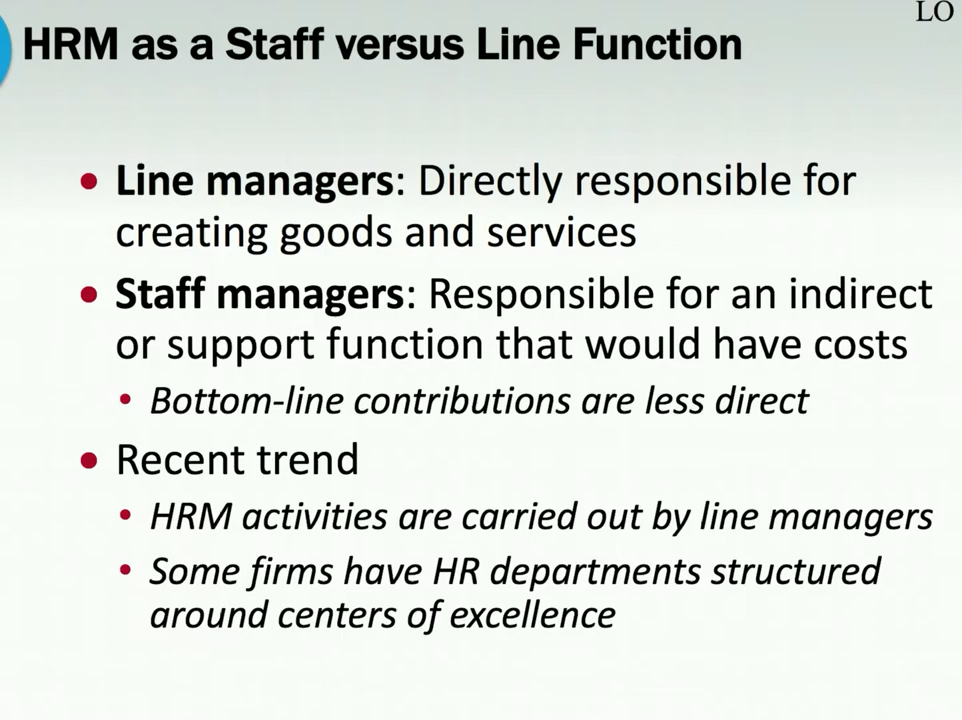 LO
HRM as a Staff versus Line Function
• Line managers: Directly responsible for
creating goods and services
• Staff managers: Responsible for an indirect
or support function that would have costs
• Bottom-line contributions are less direct
• Recent trend
• HRM activities are carried out by line managers
• Some firms have HR departments structured
around centers of excellence